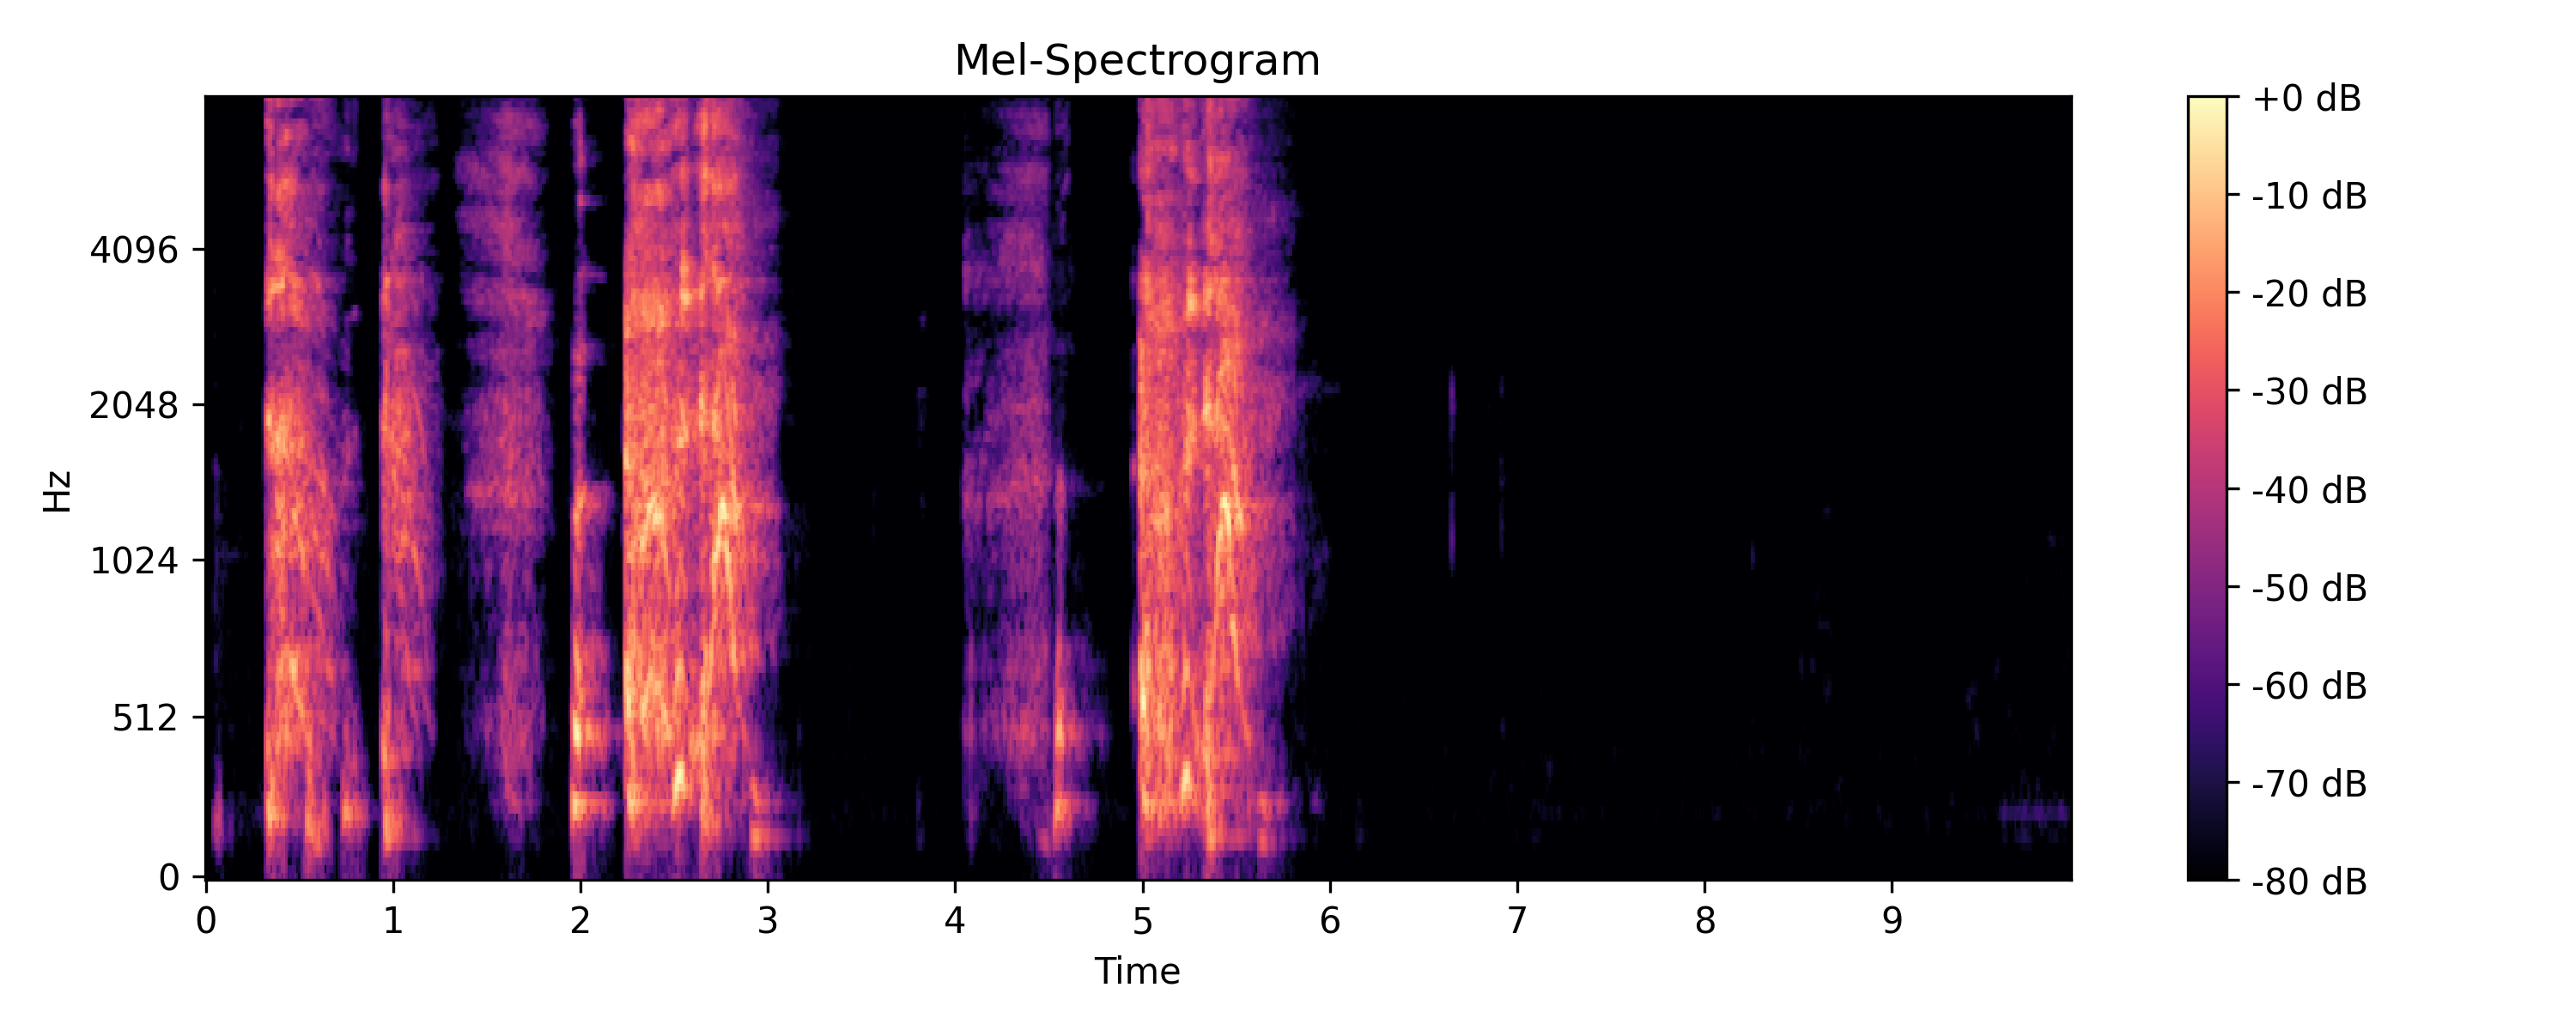 Mel-Spectrogram
+0 dB
-10 dB
-20 dB
-30 dB
-40 dB
-50 dB
-60 dB
-70 dB
-80 dB
4096
2048
1024
512
0
Hz
0 1 2 3 4 5 6 7 8 9
Time